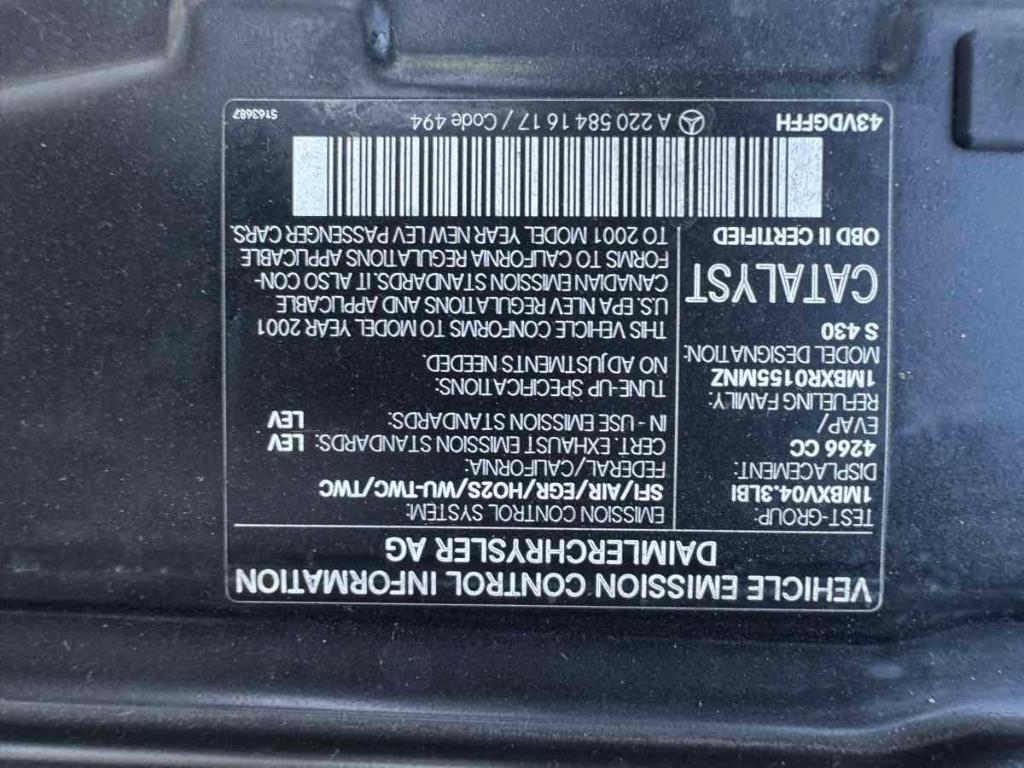 VEHICLE EMISSION CONTROL INFORMATION
DAIMLERCHRYSLER AG
TEST-GROUP:
1MBXV04.3LBI
DISPLACEMENT:
4266 CC
EVAP/
REFUELING FAMILY:
1MBXR0155MNZ
MODEL DESIGNATION:
S 430
CATALYST
OBD II CERTIFIED
EMISSION CONTROL SYSTEM:
SFI/AIR/EGR/HO2S/WU-TWC/TWC
FEDERAL/CALIFORNIA:
CERT. EXHAUST EMISSION STANDARDS: LEV
IN - USE EMISSION STANDARDS: LEV
TUNE-UP SPECIFICATIONS:
NO ADJUSTMENTS NEEDED.
THIS VEHICLE CONFORMS TO MODEL YEAR 2001
U.S. EPA NLEV REGULATIONS AND APPLICABLE
CANADIAN EMISSION STANDARDS. IT ALSO CON-
FORMS TO CALIFORNIA REGULATIONS APPLICABLE
TO 2001 MODEL YEAR NEW LEV PASSENGER CARS.
43VDGFFH A 220 584 16 17 / Code 494 S163687